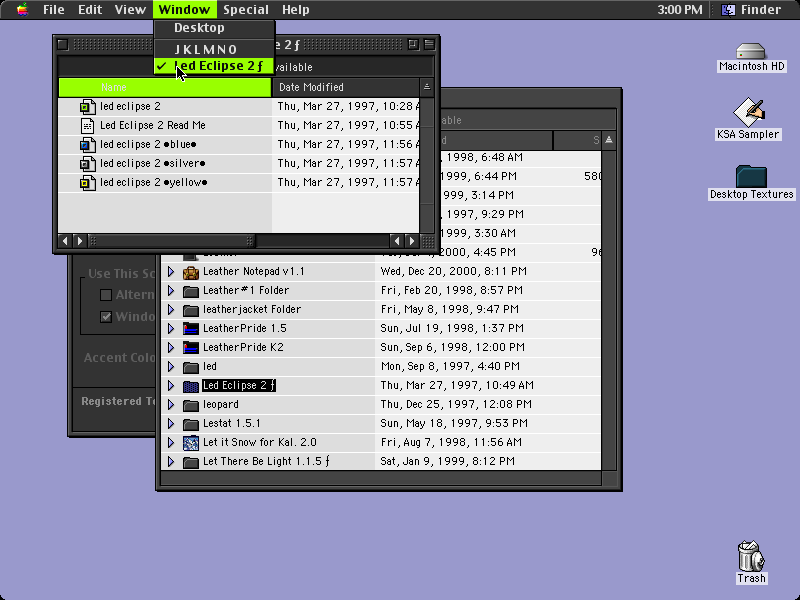 File Edit View Window Special Help 3:00 PM Finder
Desktop
J K L M N O
Led Eclipse 2 ƒ
2 ƒ
vailable
Name Date Modified
led eclipse 2 Thu, Mar 27, 1997, 10:28 A
Led Eclipse 2 Read Me Thu, Mar 27, 1997, 10:55 A
led eclipse 2 •blue• Thu, Mar 27, 1997, 11:56 A
led eclipse 2 •silver• Thu, Mar 27, 1997, 11:57 A
led eclipse 2 •yellow• Thu, Mar 27, 1997, 11:57 A
able
d S
1998, 6:48 AM
999, 6:44 PM 580
999, 3:14 PM
1997, 9:29 PM
1999, 3:30 AM
2000, 4:45 PM 96
Leather Notepad v1.1 Wed, Dec 20, 2000, 8:11 PM
Leather#1 Folder Fri, Feb 20, 1998, 8:57 PM
leatherjacket Folder Fri, May 8, 1998, 9:47 PM
LeatherPride 1.5 Sun, Jul 19, 1998, 1:37 PM
LeatherPride K2 Sun, Sep 6, 1998, 12:00 PM
led Mon, Sep 8, 1997, 4:40 PM
Led Eclipse 2 ƒ Thu, Mar 27, 1997, 10:49 AM
leopard Thu, Dec 25, 1997, 12:08 PM
Lestat 1.5.1 Sun, May 18, 1997, 9:53 PM
Let it Snow for Kal. 2.0 Fri, Aug 7, 1998, 11:56 AM
Let There Be Light 1.1.5 ƒ Sat, Jan 9, 1999, 8:12 PM
Use This Sc
Altern
Windo
Accent Colo
Registered To
Macintosh HD
KSA Sampler
Desktop Textures
Trash